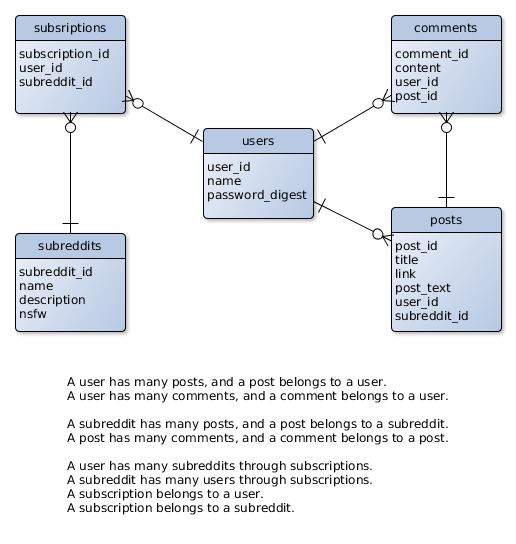 subsriptions
subscription_id
user_id
subreddit_id
comments
comment_id
content
user_id
post_id
users
user_id
name
password_digest
subreddits
subreddit_id
name
description
nsfw
posts
post_id
title
link
post_text
user_id
subreddit_id
A user has many posts, and a post belongs to a user.
A user has many comments, and a comment belongs to a user.
A subreddit has many posts, and a post belongs to a subreddit.
A post has many comments, and a comment belongs to a post.
A user has many subreddits through subscriptions.
A subreddit has many users through subscriptions.
A subscription belongs to a user.
A subscription belongs to a subreddit.